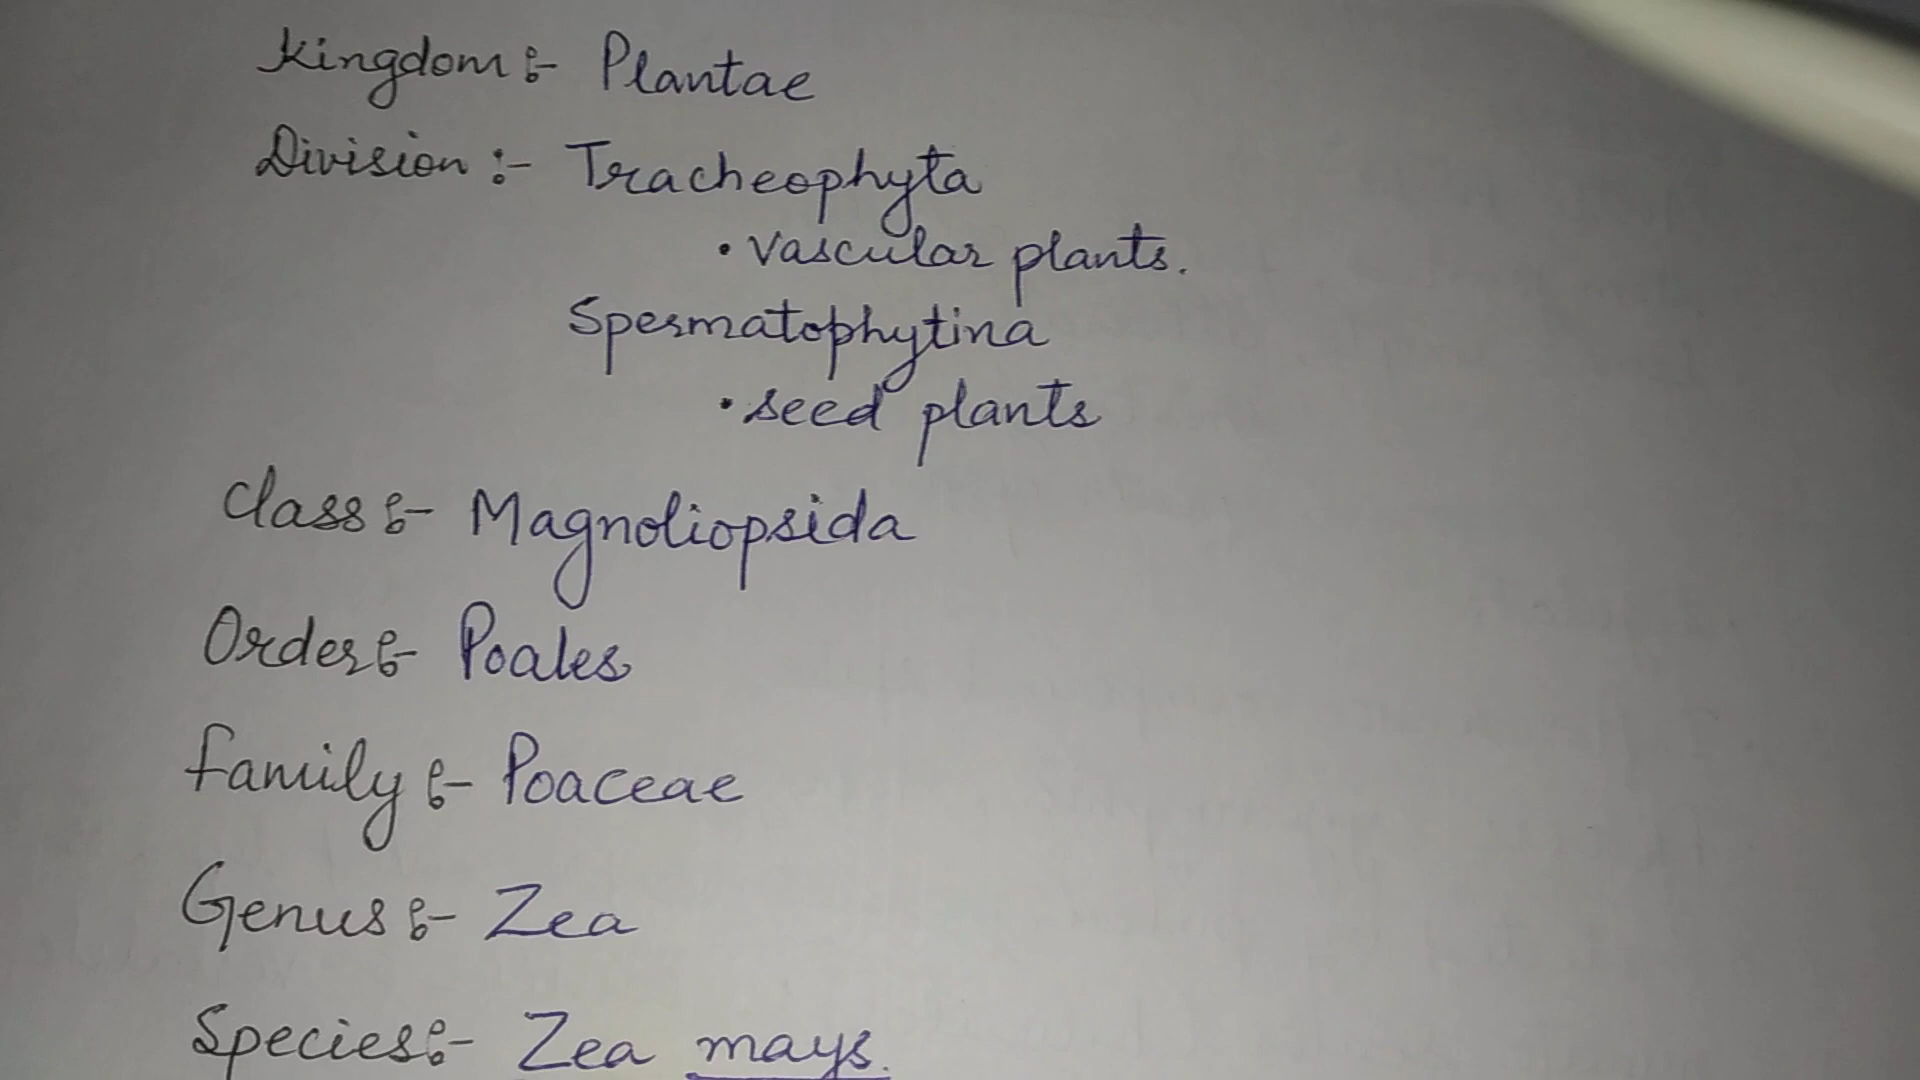 Kingdom :- Plantae
Division :- Tracheophyta
• Vascular plants.
Spermatophytina
• seed plants
Class :- Magnoliopsida
Order :- Poales
Family :- Poaceae
Genus :- Zea
Species :- Zea mays.